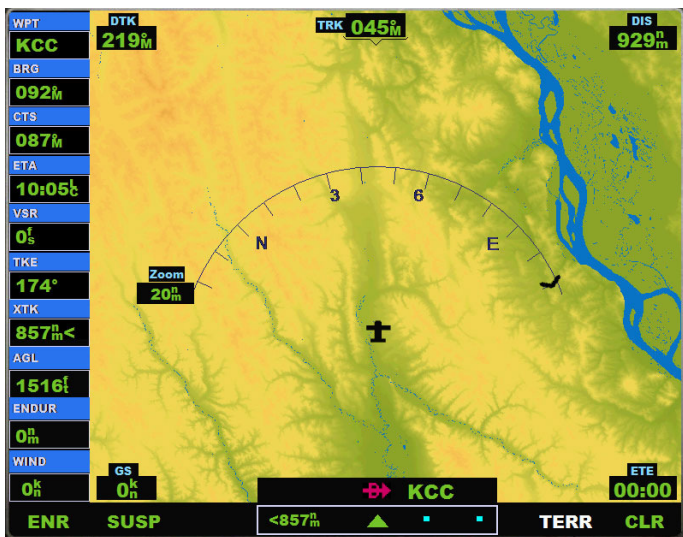 WPT
KCC
BRG
092°M
CTS
087°M
ETA
10:05LC
VSR
0fs
TKE
174°
XTK
857nm<
AGL
1516ft
ENDUR
0nm
WIND
0kn
DTK
219°M
TRK 045°M
DIS
929nm
N
3
6
E
Zoom
20nm
GS
0kn
D KCC
ETE
00:00
ENR
SUSP
<857nm
TERR
CLR